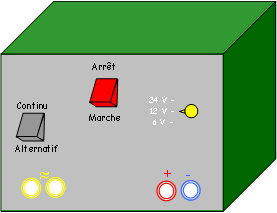 Arrêt
Marche
Continu
Alternatif
24 V -
12 V -
6 V -
≈
+ -